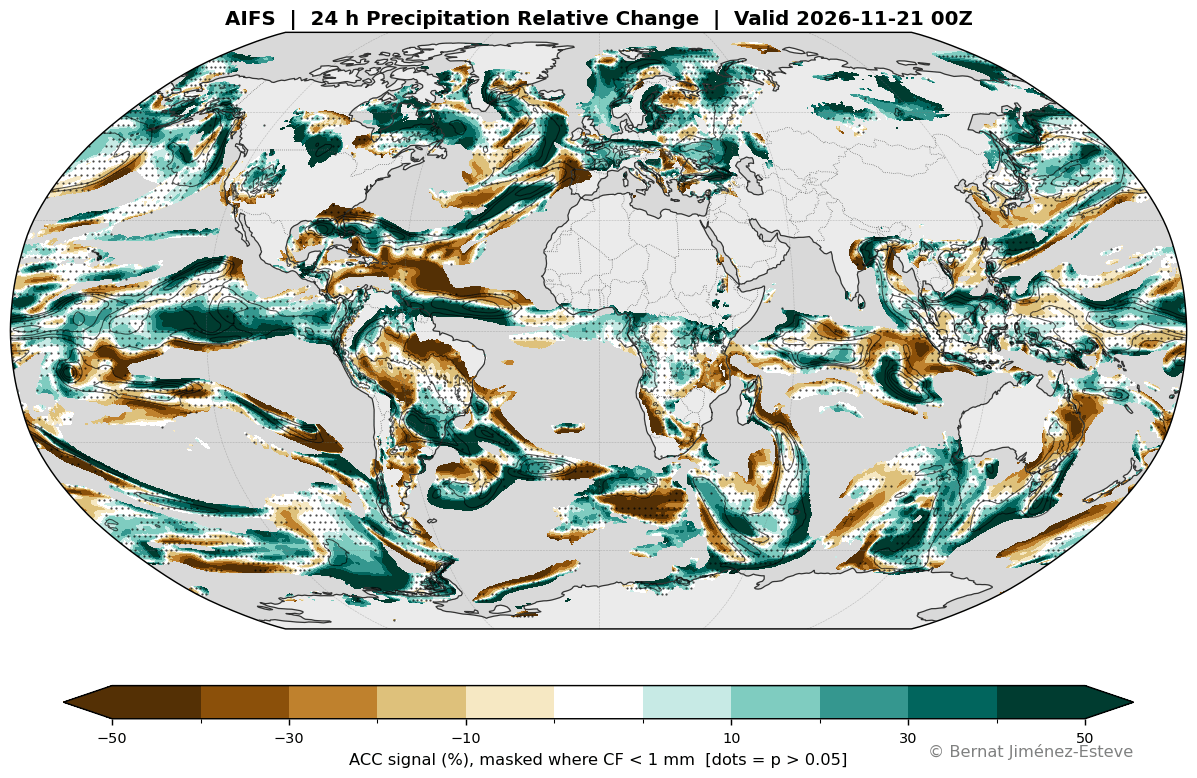 AIFS | 24 h Precipitation Relative Change | Valid 2026-11-21 00Z
−50 −30 −10 10 30 50
ACC signal (%), masked where CF < 1 mm [dots = p > 0.05]
© Bernat Jiménez-Esteve